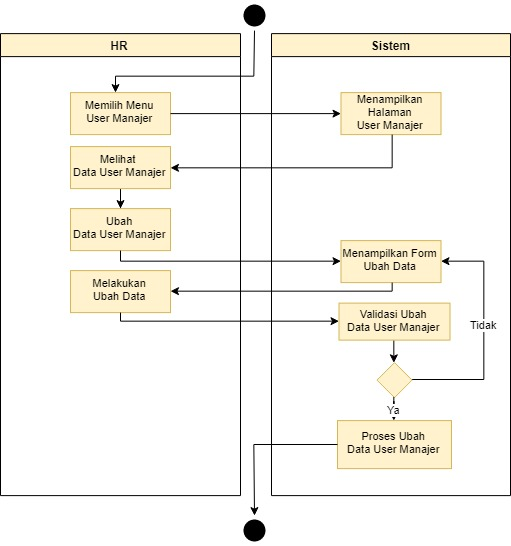 HR
Sistem
Memilih Menu
User Manajer
Menampilkan
Halaman
User Manajer
Melihat
Data User Manajer
Ubah
Data User Manajer
Menampilkan Form
Ubah Data
Melakukan
Ubah Data
Validasi Ubah
Data User Manajer
Tidak
Ya
Proses Ubah
Data User Manajer